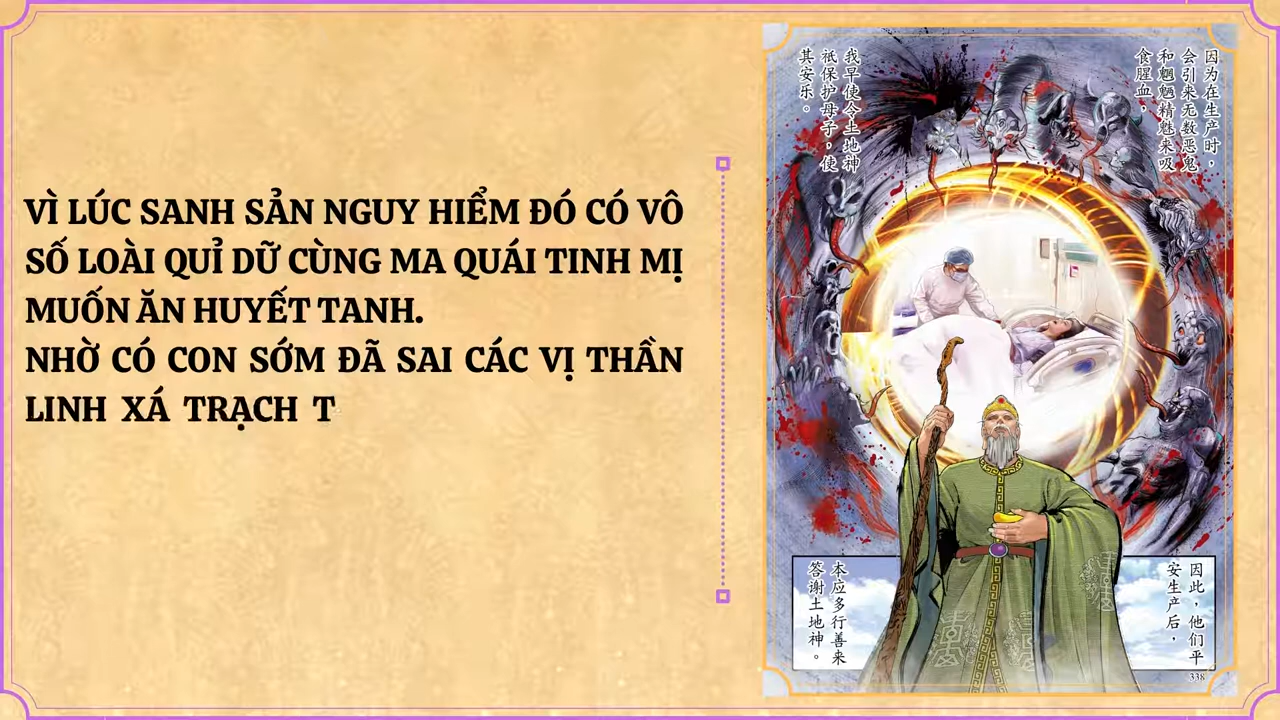 VÌ LÚC SANH SẢN NGUY HIỂM ĐÓ CÓ VÔ
SỐ LOÀI QUỈ DỮ CÙNG MA QUÁI TINH MỊ
MUỐN ĂN HUYẾT TANH.
NHỜ CÓ CON SỚM ĐÃ SAI CÁC VỊ THẦN
LINH XÁ TRẠCH T
因为在生产时，
会引来无数恶鬼
和魍魉精魅来吸
食腥血，
我早使令土地神
祇保护母子，使
其安乐。
因此，他们平
安生产后，
本应多行善来
答谢土地神。
338